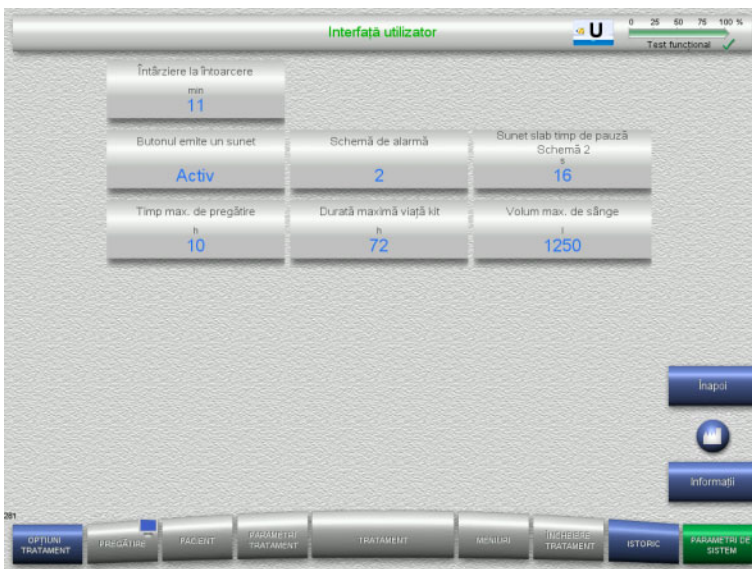 Interfață utilizator
U
0 25 50 75 100 %
Test funcțional
Întârziere la întoarcere
min
11
Butonul emite un sunet
Activ
Schemă de alarmă
2
Sunet slab timp de pauză
Schemă 2
s
16
Timp max. de pregătire
h
10
Durată maximă viață kit
h
72
Volum max. de sânge
l
1250
Înapoi
Informații
281
OPȚIUNI
TRATAMENT
PREGĂTIRE
PACIENT
PARAMETRI
TRATAMENT
TRATAMENT
MENIURI
ÎNCHEIERE
TRATAMENT
ISTORIC
PARAMETRI DE
SISTEM